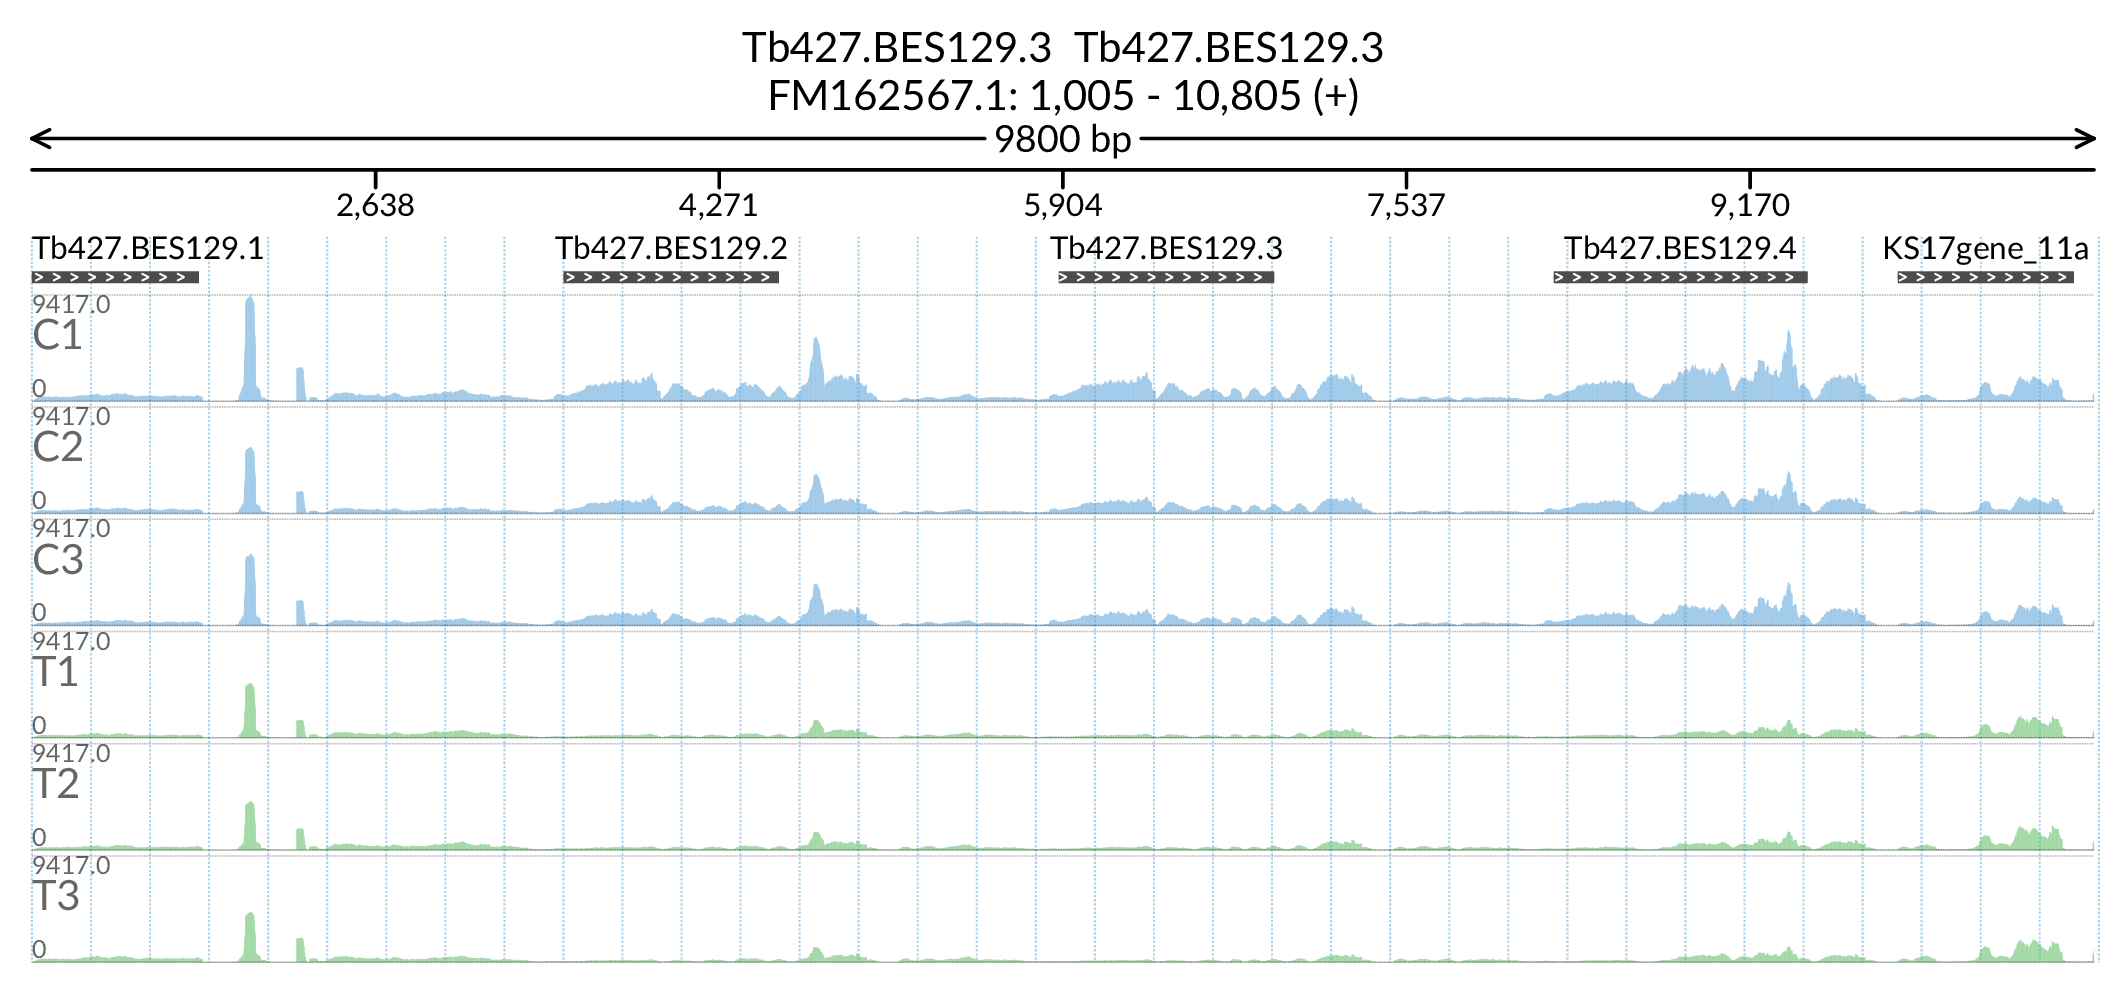 Tb427.BES129.3 Tb427.BES129.3
FM162567.1: 1,005 - 10,805 (+)
9800 bp
2,638 4,271 5,904 7,537 9,170
Tb427.BES129.1 Tb427.BES129.2 Tb427.BES129.3 Tb427.BES129.4 KS17gene_11a
9417.0
C1
0
9417.0
C2
0
9417.0
C3
0
9417.0
T1
0
9417.0
T2
0
9417.0
T3
0